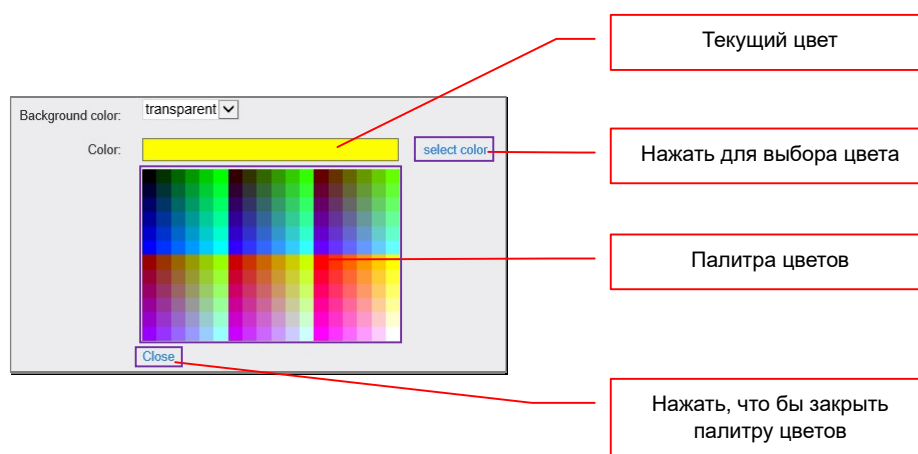 Текущий цвет
Background color: transparent
Color: select color
Нажать для выбора цвета
Палитра цветов
Close
Нажать, что бы закрыть
палитру цветов